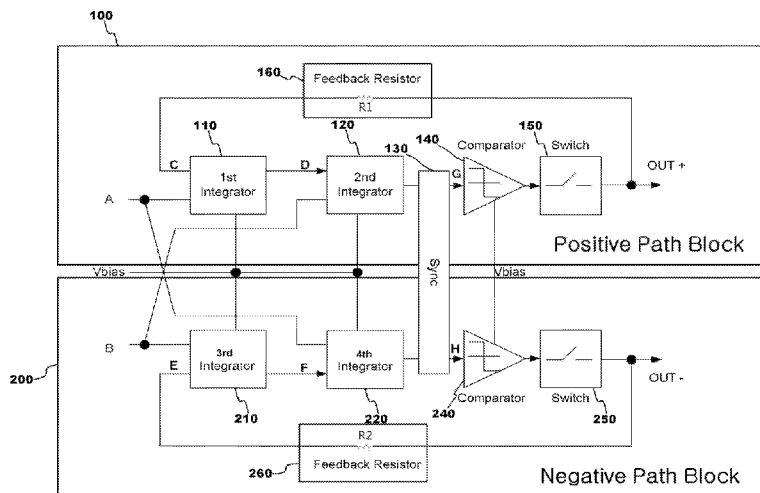 100
160
Feedback Resistor
R1
110
120
130
140
Comparator
150
Switch
C
D
G
1st
Integrator
2nd
Integrator
OUT +
A
Positive Path Block
Vbias
Sync
Vbias
B
3rd
Integrator
4th
Integrator
E
F
H
OUT -
200
210
220
240
Comparator
Switch
250
R2
260
Feedback Resistor
Negative Path Block